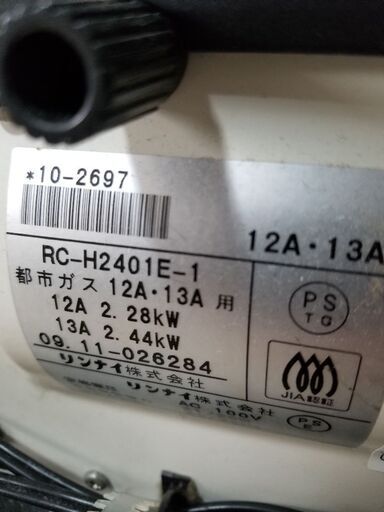 *10-2697
12A・13A
RC-H2401E-1
都市ガス 12A・13A 用
12A 2.28kW
13A 2.44kW
09.11-026284
リンナイ株式会社
リンナイ株式会社
AC 100V
PS
TG
JIA認証
PS
E